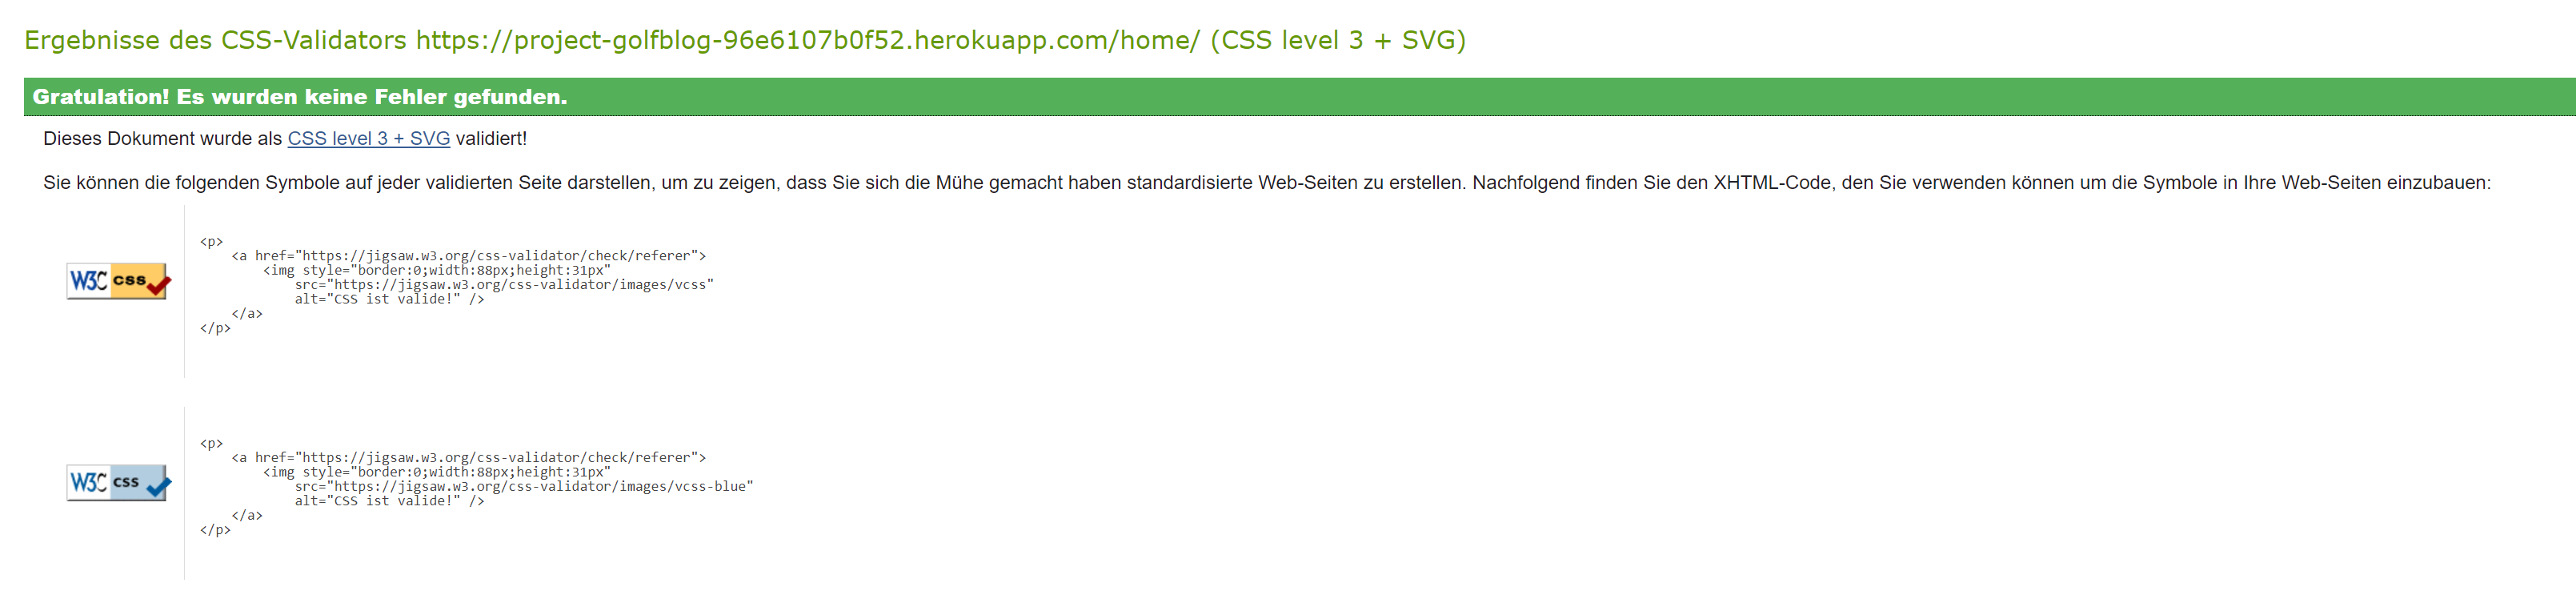 Ergebnisse des CSS-Validators https://project-golfblog-96e6107b0f52.herokuapp.com/home/ (CSS level 3 + SVG)
Gratulation! Es wurden keine Fehler gefunden.
Dieses Dokument wurde als CSS level 3 + SVG validiert!
Sie können die folgenden Symbole auf jeder validierten Seite darstellen, um zu zeigen, dass Sie sich die Mühe gemacht haben standardisierte Web-Seiten zu erstellen. Nachfolgend finden Sie den XHTML-Code, den Sie verwenden können um die Symbole in Ihre Web-Seiten einzubauen:
W3C css
<p>
    <a href="https://jigsaw.w3.org/css-validator/check/referer">
        <img style="border:0;width:88px;height:31px"
            src="https://jigsaw.w3.org/css-validator/images/vcss"
            alt="CSS ist valide!" />
    </a>
</p>
W3C css
<p>
    <a href="https://jigsaw.w3.org/css-validator/check/referer">
        <img style="border:0;width:88px;height:31px"
            src="https://jigsaw.w3.org/css-validator/images/vcss-blue"
            alt="CSS ist valide!" />
    </a>
</p>